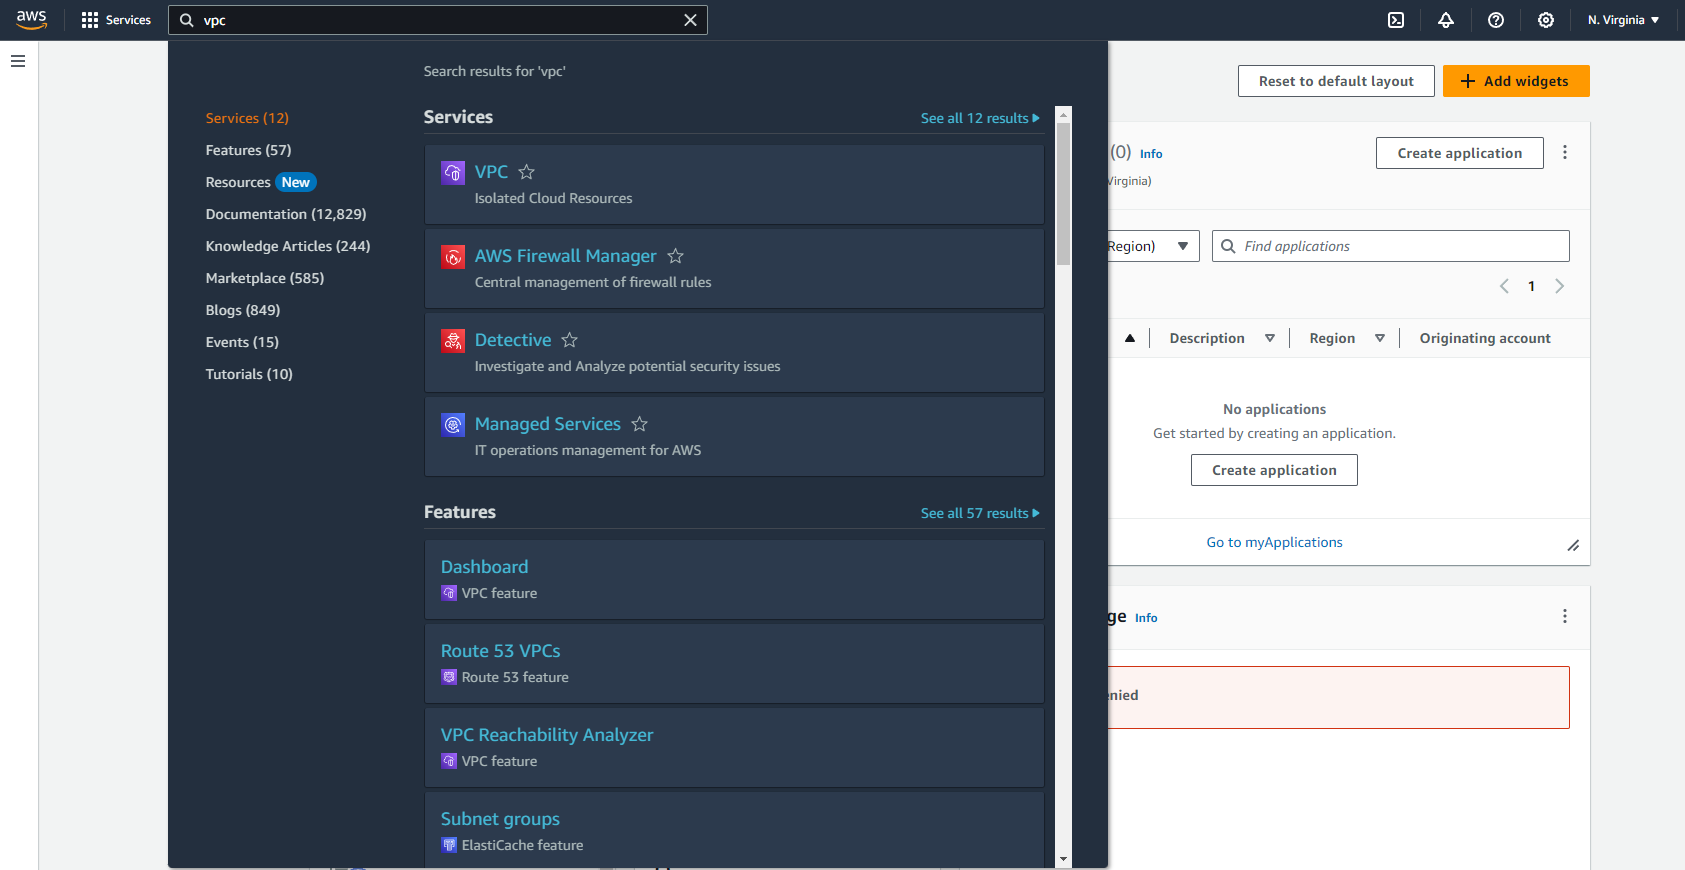 aws
Services
vpc
N. Virginia
Search results for 'vpc'
Services (12)
Features (57)
Resources New
Documentation (12,829)
Knowledge Articles (244)
Marketplace (585)
Blogs (849)
Events (15)
Tutorials (10)
Services
See all 12 results
VPC
Isolated Cloud Resources
AWS Firewall Manager
Central management of firewall rules
Detective
Investigate and Analyze potential security issues
Managed Services
IT operations management for AWS
Features
See all 57 results
Dashboard
VPC feature
Route 53 VPCs
Route 53 feature
VPC Reachability Analyzer
VPC feature
Subnet groups
ElastiCache feature
Reset to default layout
Add widgets
(0) Info
Create application
Virginia)
Region)
Find applications
1
Description
Region
Originating account
No applications
Get started by creating an application.
Create application
Go to myApplications
ge Info
enied